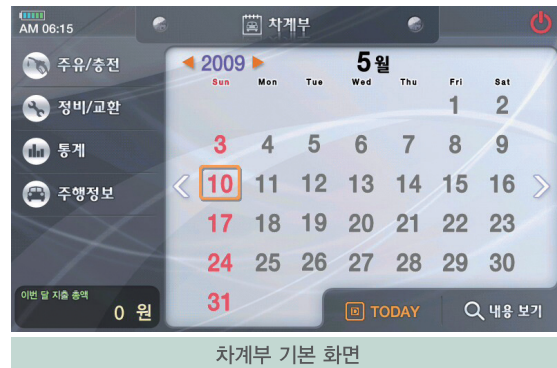 AM 06:15
차계부
주유/충전
정비/교환
통계
주행정보
이번 달 지출 총액
0 원
2009 5월
Sun Mon Tue Wed Thu Fri Sat
1 2
3 4 5 6 7 8 9
10 11 12 13 14 15 16
17 18 19 20 21 22 23
24 25 26 27 28 29 30
31
TODAY
내용 보기
차계부 기본 화면